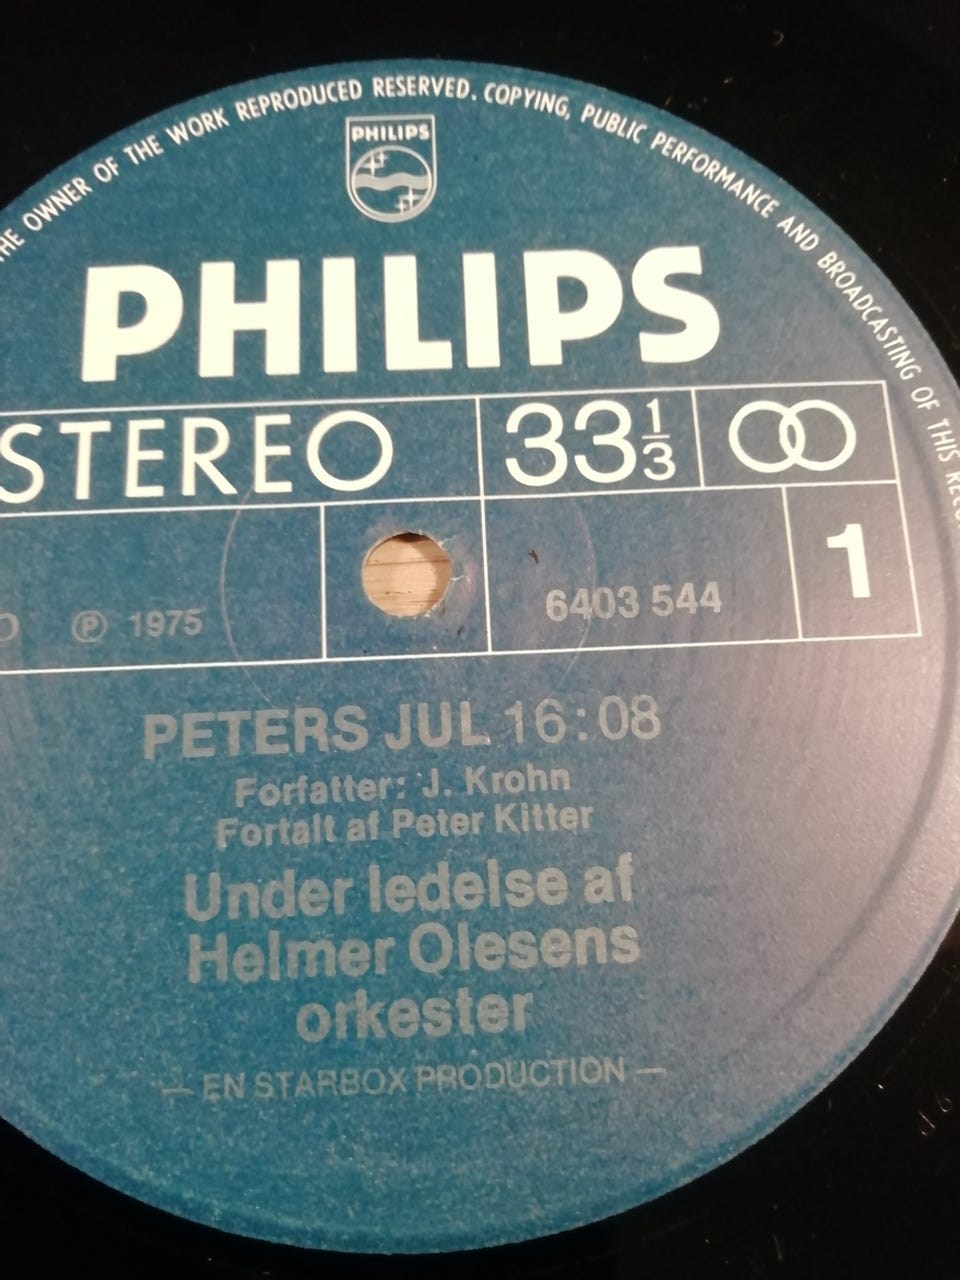 THE OWNER OF THE WORK REPRODUCED RESERVED. COPYING, PUBLIC PERFORMANCE AND BROADCASTING OF THIS
PHILIPS
PHILIPS
STEREO 33 1/3
1
℗ 1975 6403 544
PETERS JUL 16:08
Forfatter: J. Krohn
Fortalt af Peter Kitter
Under ledelse af
Helmer Olesens
orkester
— EN STARBOX PRODUCTION —